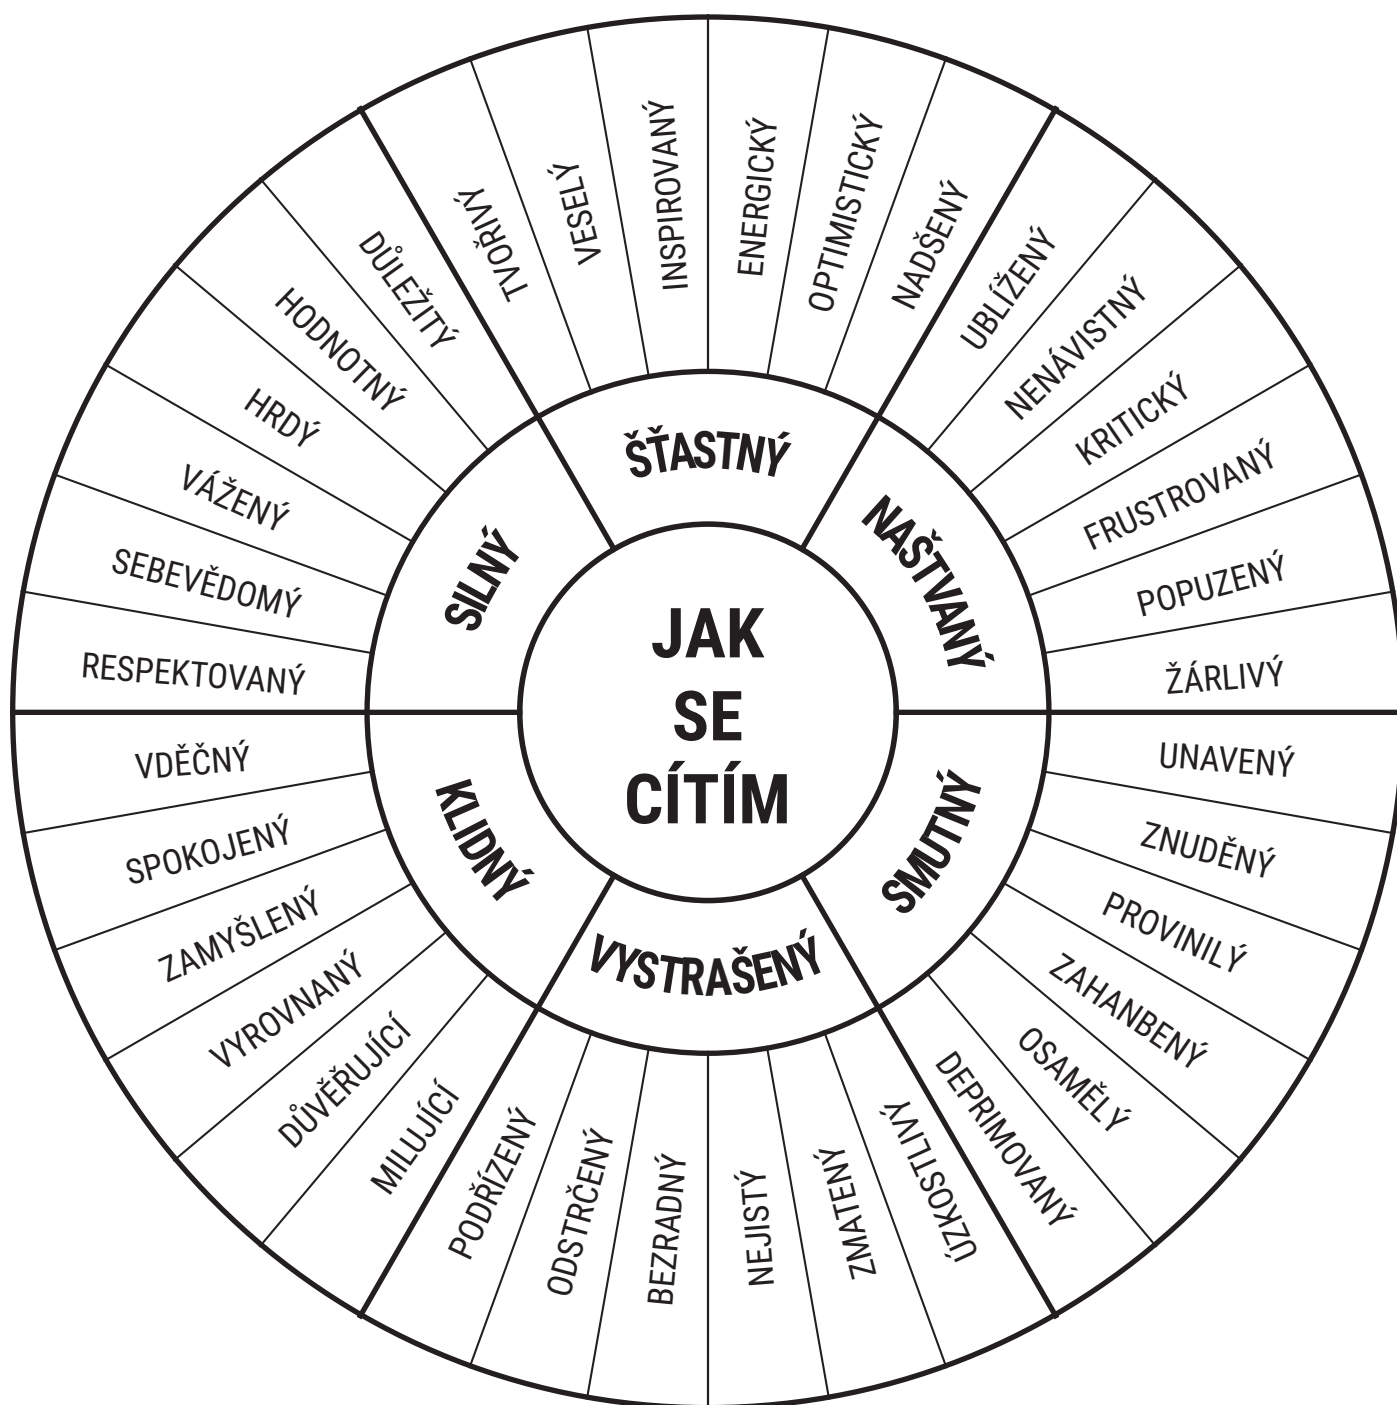 JAK
SE
CÍTÍM
ŠŤASTNÝ
TVOŘIVÝ
VESELÝ
INSPIROVANÝ
ENERGICKÝ
OPTIMISTICKÝ
NADŠENÝ
NAŠTVANÝ
UBLÍŽENÝ
NENÁVISTNÝ
KRITICKÝ
FRUSTROVANÝ
POPUZENÝ
ŽÁRLIVÝ
SMUTNÝ
UNAVENÝ
ZNUDĚNÝ
PROVINILÝ
ZAHANBENÝ
OSAMĚLÝ
DEPRIMOVANÝ
VYSTRAŠENÝ
ÚZKOSTLIVÝ
ZMATENÝ
NEJISTÝ
BEZRADNÝ
ODSTRČENÝ
PODŘÍZENÝ
KLIDNÝ
MILUJÍCÍ
DŮVĚŘUJÍCÍ
VYROVNANÝ
ZAMYŠLENÝ
SPOKOJENÝ
VDĚČNÝ
SILNÝ
RESPEKTOVANÝ
SEBEVĚDOMÝ
VÁŽENÝ
HRDÝ
HODNOTNÝ
DŮLEŽITÝ